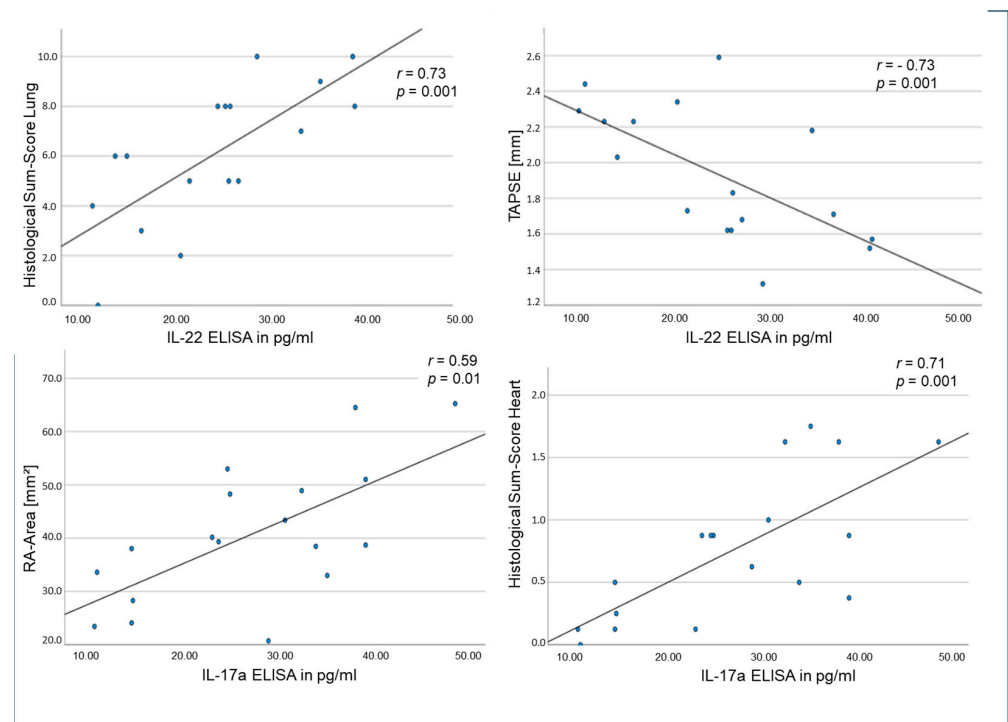 10.0
8.0
6.0
4.0
2.0
0.0
Histological Sum-Score Lung
r = 0.73
p = 0.001
10.00 20.00 30.00 40.00 50.00
IL-22 ELISA in pg/ml
2.6
2.4
2.2
2.0
1.8
1.6
1.4
1.2
TAPSE [mm]
r = - 0.73
p = 0.001
10.00 20.00 30.00 40.00 50.00
IL-22 ELISA in pg/ml
70.0
60.0
50.0
40.0
30.0
20.0
RA-Area [mm²]
r = 0.59
p = 0.01
10.00 20.00 30.00 40.00 50.00
IL-17a ELISA in pg/ml
2.0
1.5
1.0
0.5
0.0
Histological Sum-Score Heart
r = 0.71
p = 0.001
10.00 20.00 30.00 40.00 50.00
IL-17a ELISA in pg/ml